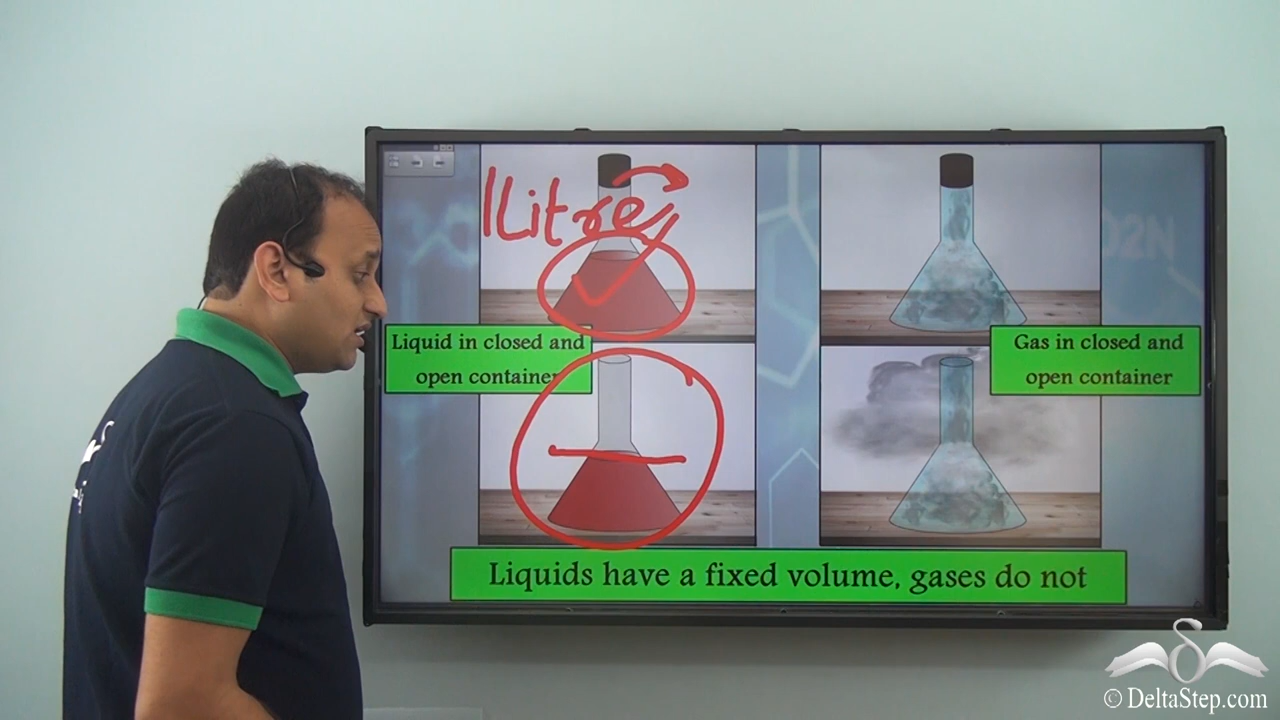 1Litre
Liquid in closed and
open container
Gas in closed and
open container
Liquids have a fixed volume, gases do not
© DeltaStep.com